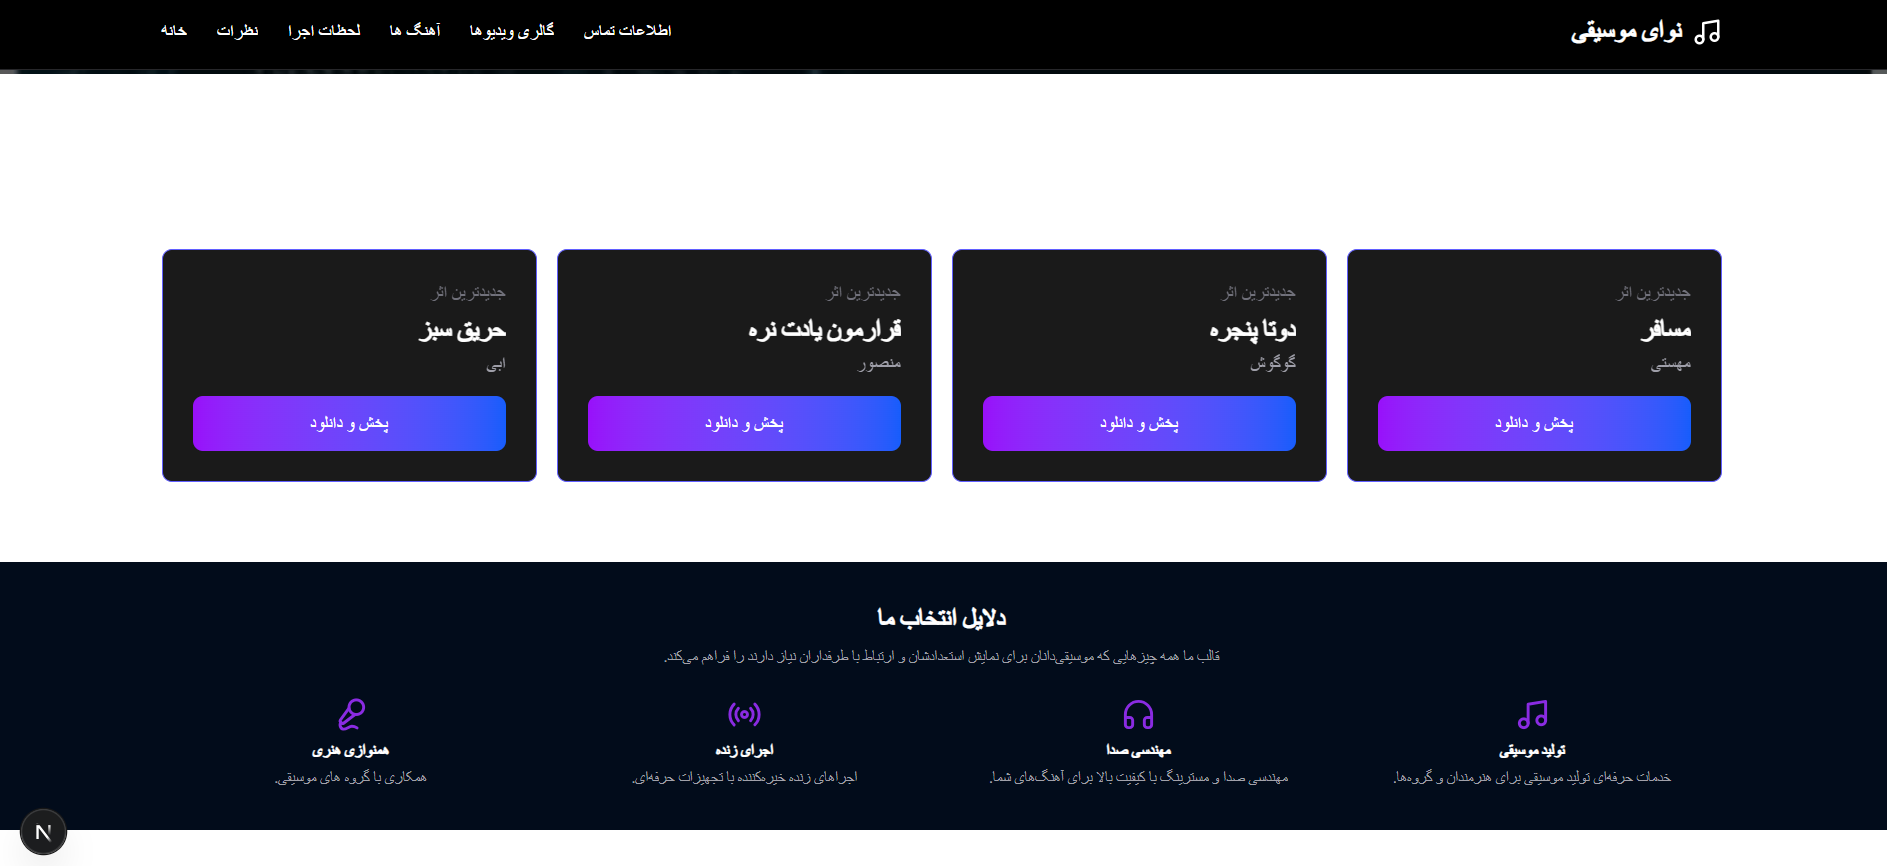 نوای موسیقی
اطلاعات تماس گالری ویدیوها آهنگ ها لحظات اجرا نظرات خانه
جدیدترین اثر
مسافر
مهستی
پخش و دانلود
جدیدترین اثر
دوتا پنجره
گوگوش
پخش و دانلود
جدیدترین اثر
قرارمون یادت نره
منصور
پخش و دانلود
جدیدترین اثر
حریق سبز
ابی
پخش و دانلود
دلایل انتخاب ما
قالب ما همه چیزهایی که موسیقی‌دانان برای نمایش استعدادشان و ارتباط با طرفداران نیاز دارند را فراهم می‌کند.
تولید موسیقی
خدمات حرفه‌ای تولید موسیقی برای هنرمندان و گروه‌ها.
مهندسی صدا
مهندسی صدا و مسترینگ با کیفیت بالا برای آهنگ‌های شما.
اجرای زنده
اجراهای زنده خیره‌کننده با تجهیزات حرفه‌ای.
همنوازی هنری
همکاری با گروه های موسیقی.
N